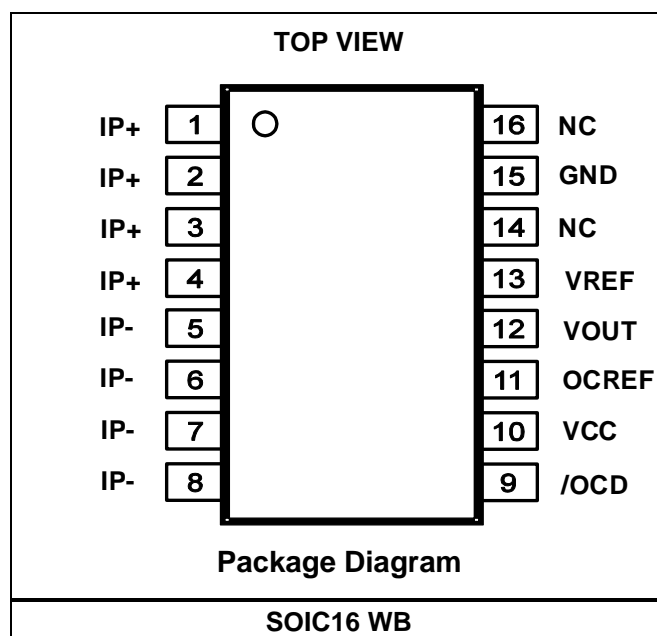 TOP VIEW
IP+ 1 16 NC
IP+ 2 15 GND
IP+ 3 14 NC
IP+ 4 13 VREF
IP- 5 12 VOUT
IP- 6 11 OCREF
IP- 7 10 VCC
IP- 8 9 /OCD
Package Diagram
SOIC16 WB